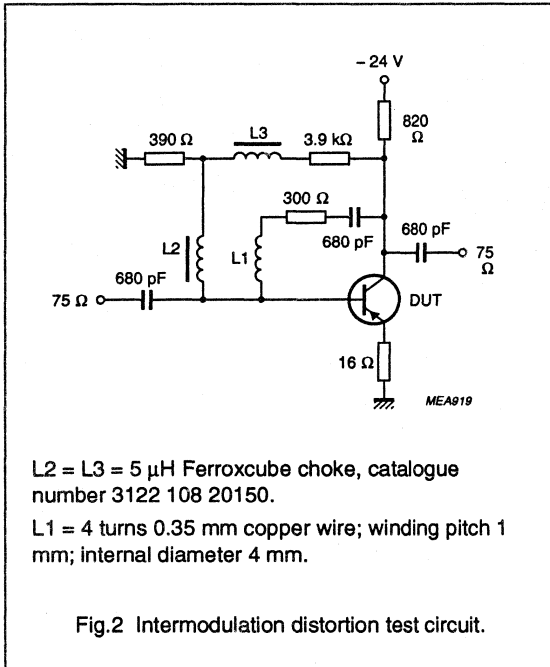 – 24 V
820
Ω
390 Ω
L3
3.9 kΩ
300 Ω
680 pF
680 pF
75
Ω
L2
L1
680 pF
75 Ω
DUT
16 Ω
MEA919
L2 = L3 = 5 μH Ferroxcube choke, catalogue
number 3122 108 20150.
L1 = 4 turns 0.35 mm copper wire; winding pitch 1
mm; internal diameter 4 mm.
Fig.2 Intermodulation distortion test circuit.